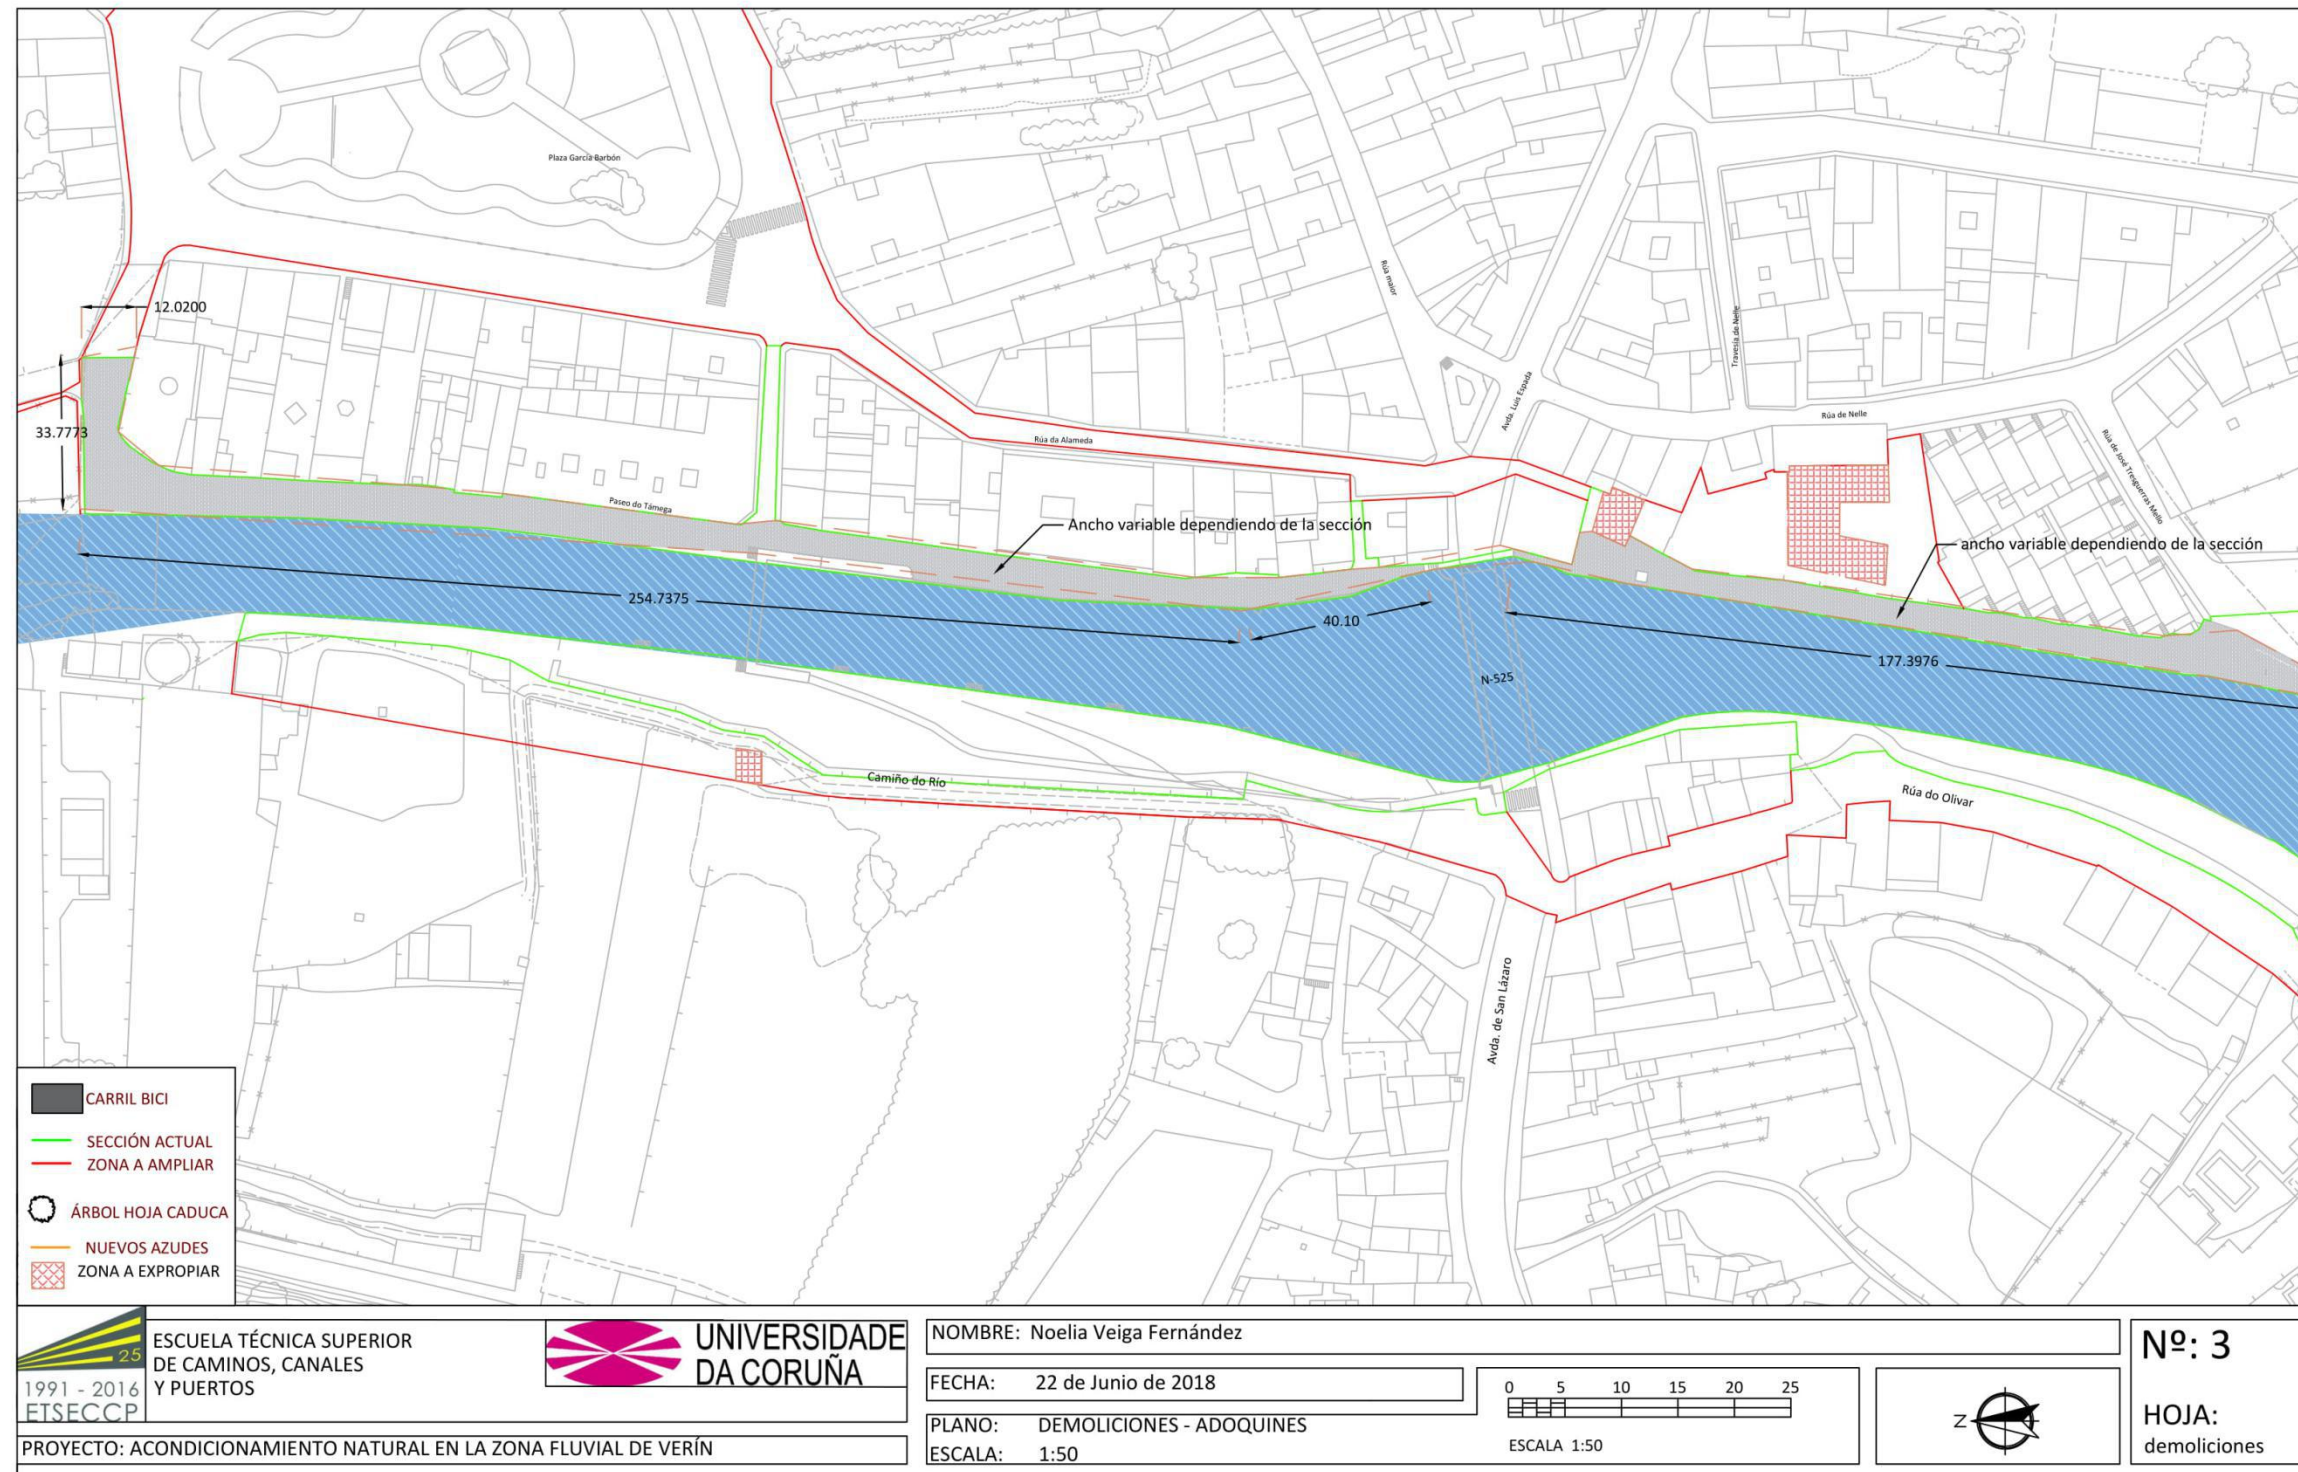 Plaza García Barbón
12.0200
Rúa maior
Travesía de Nelle
Avda. Luis Espada
33.7773
Rúa da Alameda
Rúa de Nelle
Rúa de José Tresguerras Mello
Paseo do Támega
Ancho variable dependiendo de la sección
ancho variable dependiendo de la sección
254.7375
40.10
177.3976
N-525
Camiño do Río
Rúa do Olivar
Avda. de San Lázaro
CARRIL BICI
SECCIÓN ACTUAL
ZONA A AMPLIAR
ÁRBOL HOJA CADUCA
NUEVOS AZUDES
ZONA A EXPROPIAR
25
1991 - 2016
ETSECCP
ESCUELA TÉCNICA SUPERIOR
DE CAMINOS, CANALES
Y PUERTOS
UNIVERSIDADE
DA CORUÑA
PROYECTO: ACONDICIONAMIENTO NATURAL EN LA ZONA FLUVIAL DE VERÍN
NOMBRE: Noelia Veiga Fernández
FECHA: 22 de Junio de 2018
PLANO: DEMOLICIONES - ADOQUINES
ESCALA: 1:50
0 5 10 15 20 25
ESCALA 1:50
Z
Nº: 3
HOJA:
demoliciones